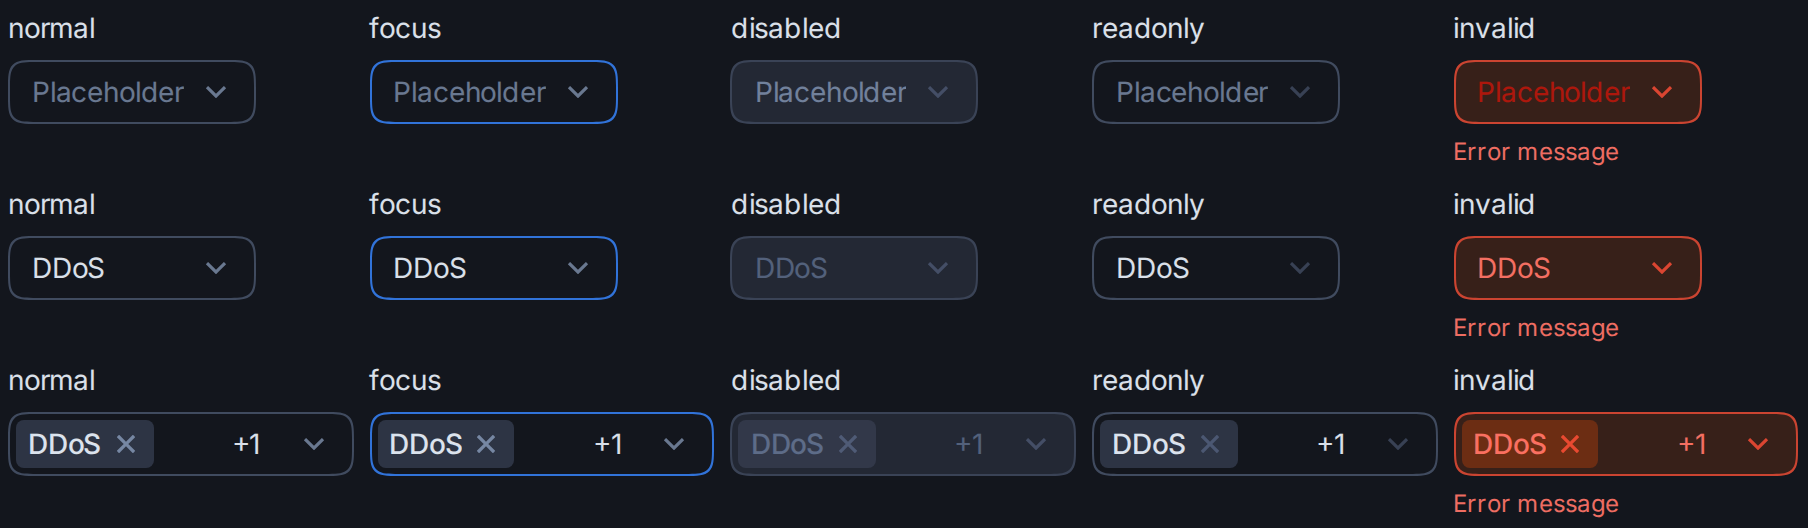 normal focus disabled readonly invalid
Placeholder Placeholder Placeholder Placeholder Placeholder
Error message
normal focus disabled readonly invalid
DDoS DDoS DDoS DDoS DDoS
Error message
normal focus disabled readonly invalid
DDoS +1 DDoS +1 DDoS +1 DDoS +1 DDoS +1
Error message